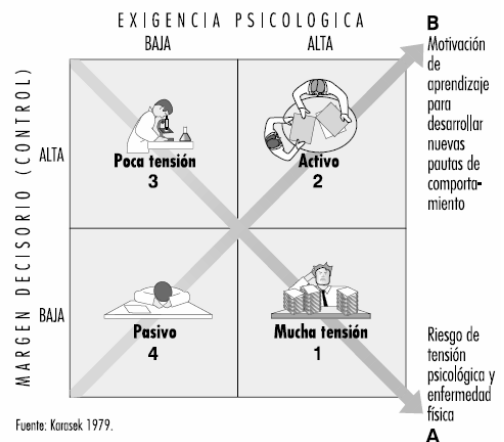 EXIGENCIA PSICOLOGICA
BAJA
ALTA
B
Motivación
de
aprendizaje
para
desarrollar
nuevas
pautas de
comporta-
miento
MARGEN DECISORIO (CONTROL)
ALTA
Poca tensión
3
Activo
2
BAJA
Pasivo
4
Mucha tensión
1
Riesgo de
tensión
psicológica y
enfermedad
física
A
Fuente: Karasek 1979.